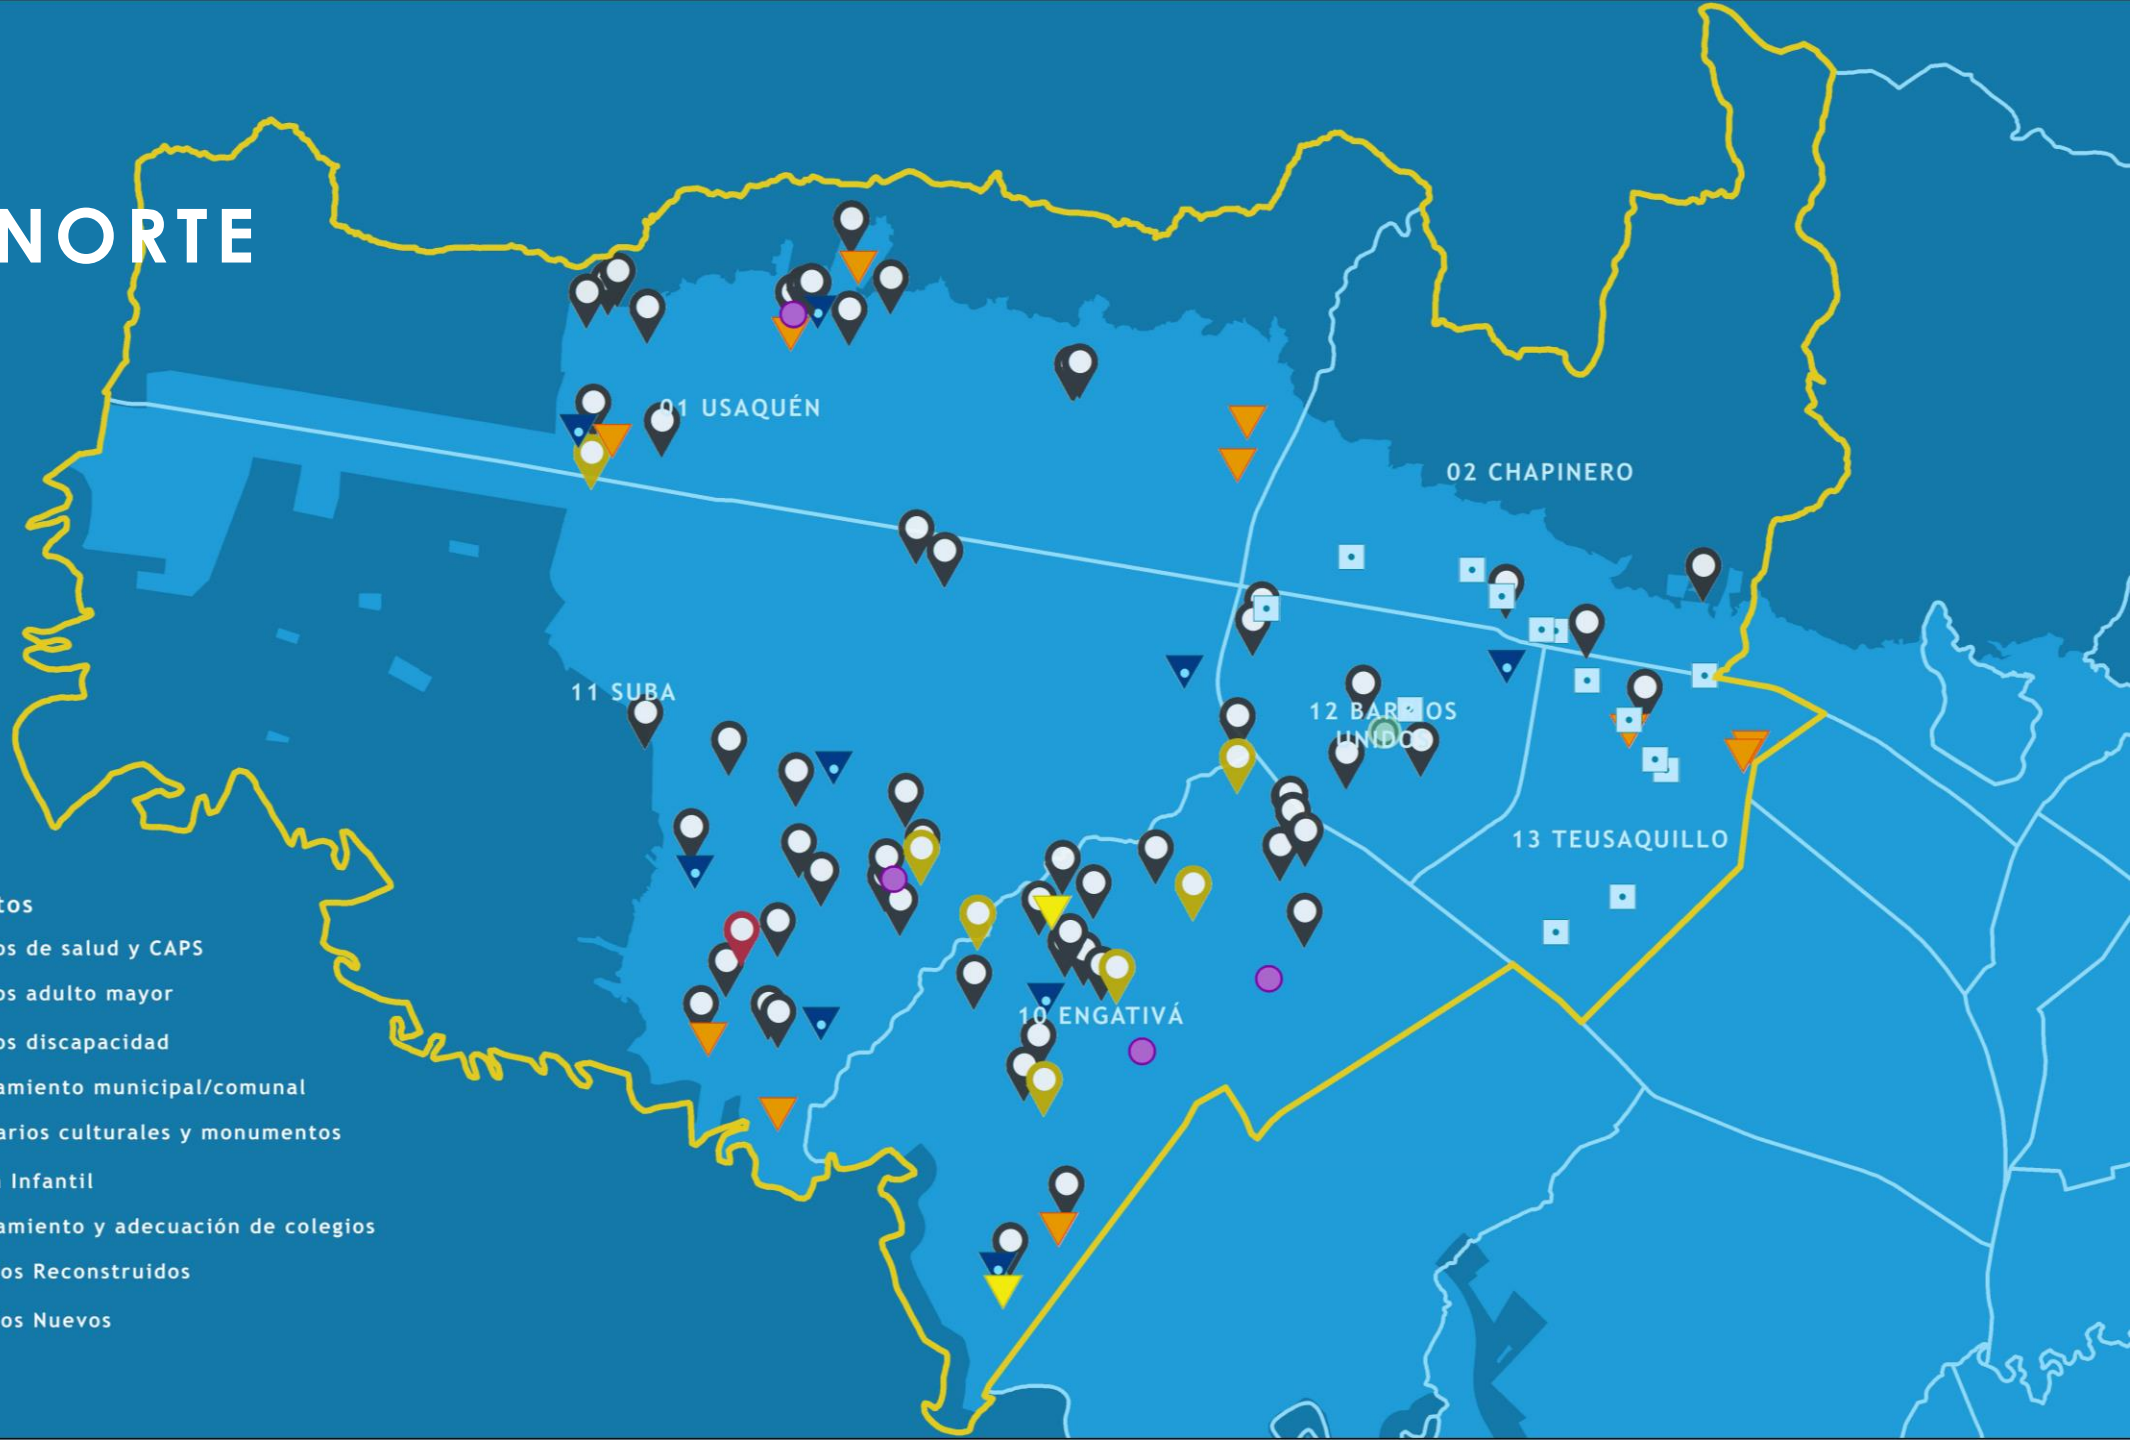 NORTE
01 USAQUÉN
02 CHAPINERO
11 SUBA
12 BARRIOS
UNIDOS
13 TEUSAQUILLO
10 ENGATIVÁ
tos
os de salud y CAPS
os adulto mayor
os discapacidad
amiento municipal/comunal
arios culturales y monumentos
Infantil
amiento y adecuación de colegios
os Reconstruidos
os Nuevos